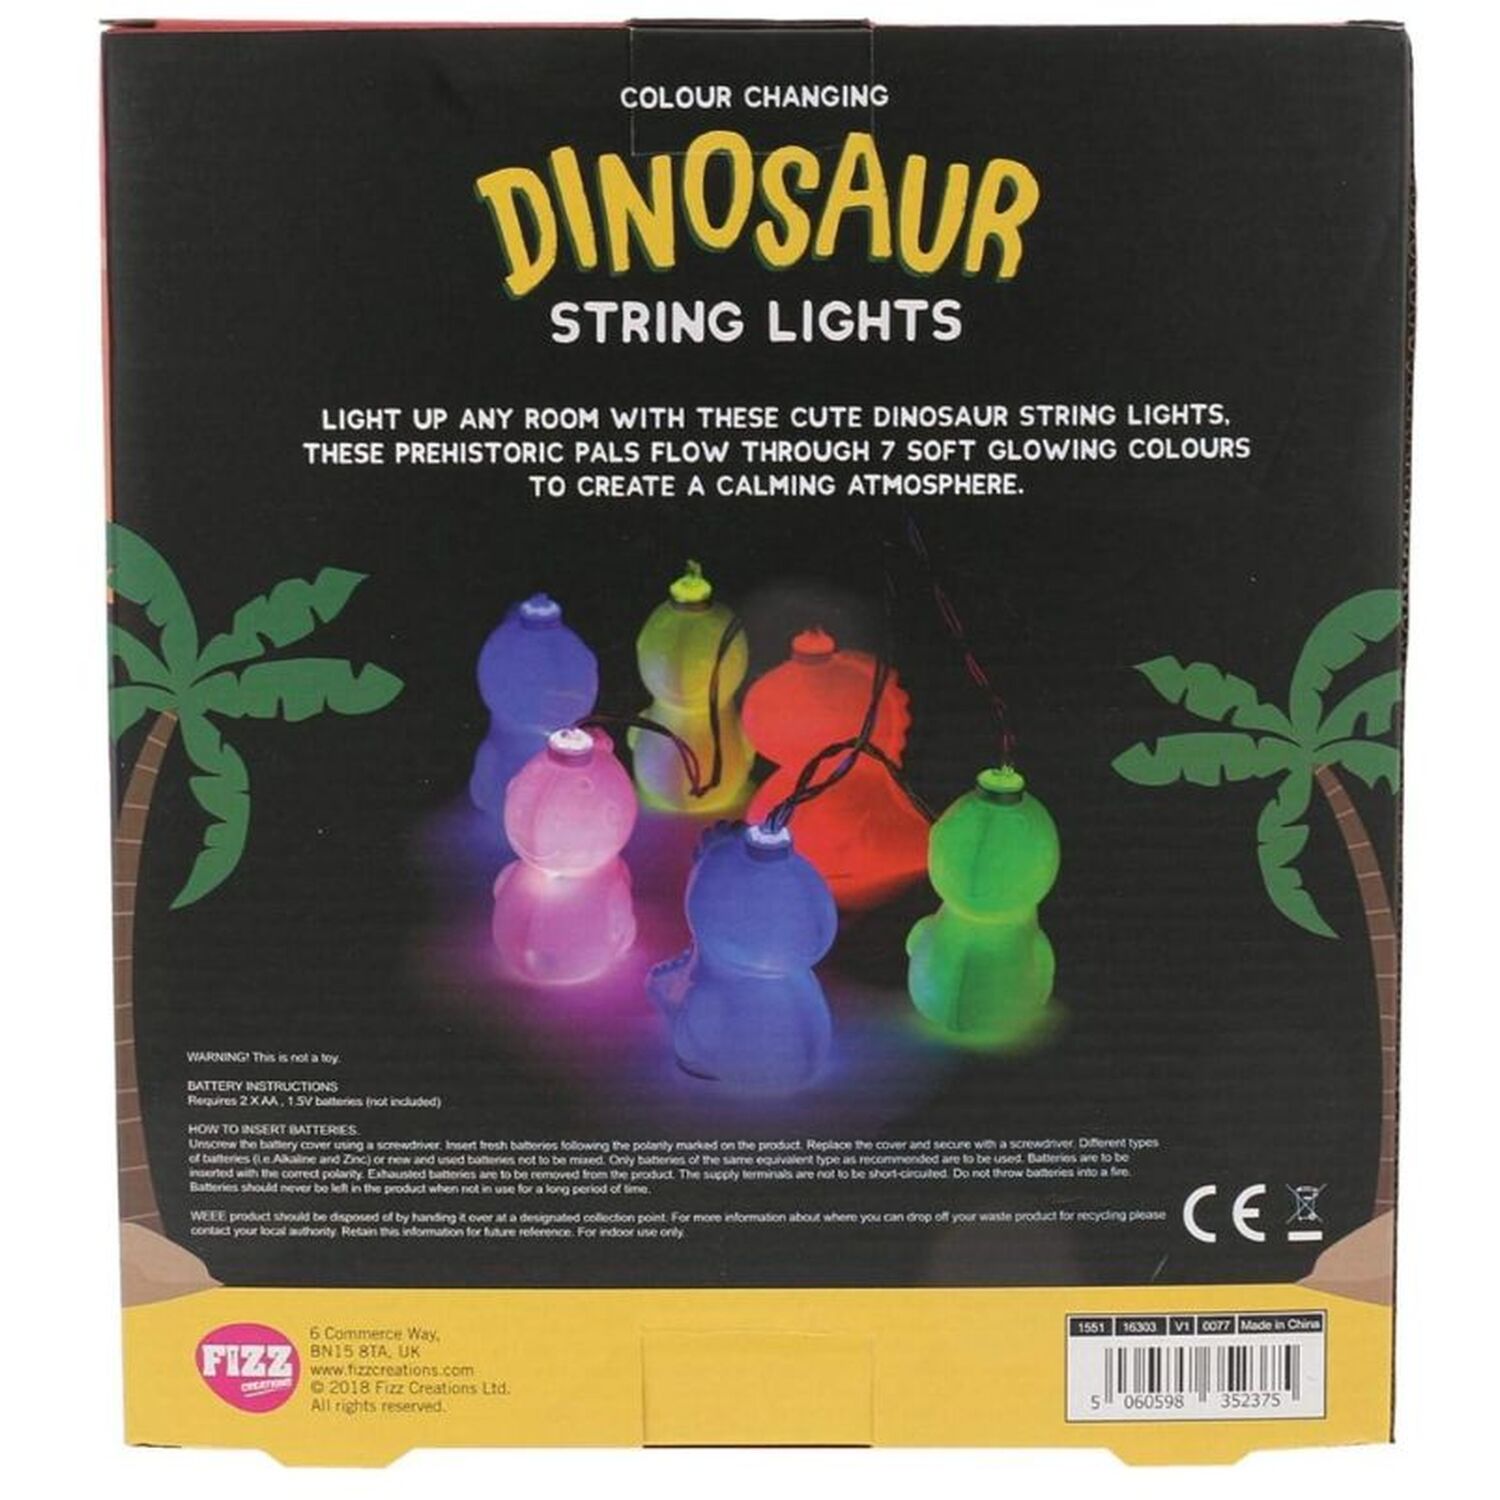 COLOUR CHANGING
DINOSAUR
STRING LIGHTS
LIGHT UP ANY ROOM WITH THESE CUTE DINOSAUR STRING LIGHTS,
THESE PREHISTORIC PALS FLOW THROUGH 7 SOFT GLOWING COLOURS
TO CREATE A CALMING ATMOSPHERE.
WARNING! This is not a toy.
BATTERY INSTRUCTIONS
Requires 2 X AA , 1.5V batteries (not included)
HOW TO INSERT BATTERIES.
Unscrew the battery cover using a screwdriver. Insert fresh batteries following the polarity marked on the product. Replace the cover and secure with a screwdriver. Different types
of batteries (i.e.Alkaline and Zinc) or new and used batteries not to be mixed. Only batteries of the same equivalent type as recommended are to be used. Batteries are to be
inserted with the correct polarity. Exhausted batteries are to be removed from the product. The supply terminals are not to be short-circuited. Do not throw batteries into a fire.
Batteries should never be left in the product when not in use for a long period of time.
WEEE product should be disposed of by handing it over at a designated collection point. For more information about where you can drop off your waste product for recycling please
contact your local authority. Retain this information for future reference. For indoor use only.
CE
FIZZ
CREATIONS
6 Commerce Way,
BN15 8TA, UK
www.fizzcreations.com
© 2018 Fizz Creations Ltd.
All rights reserved.
1551 16303 V1 0077 Made in China
5 060598 352375